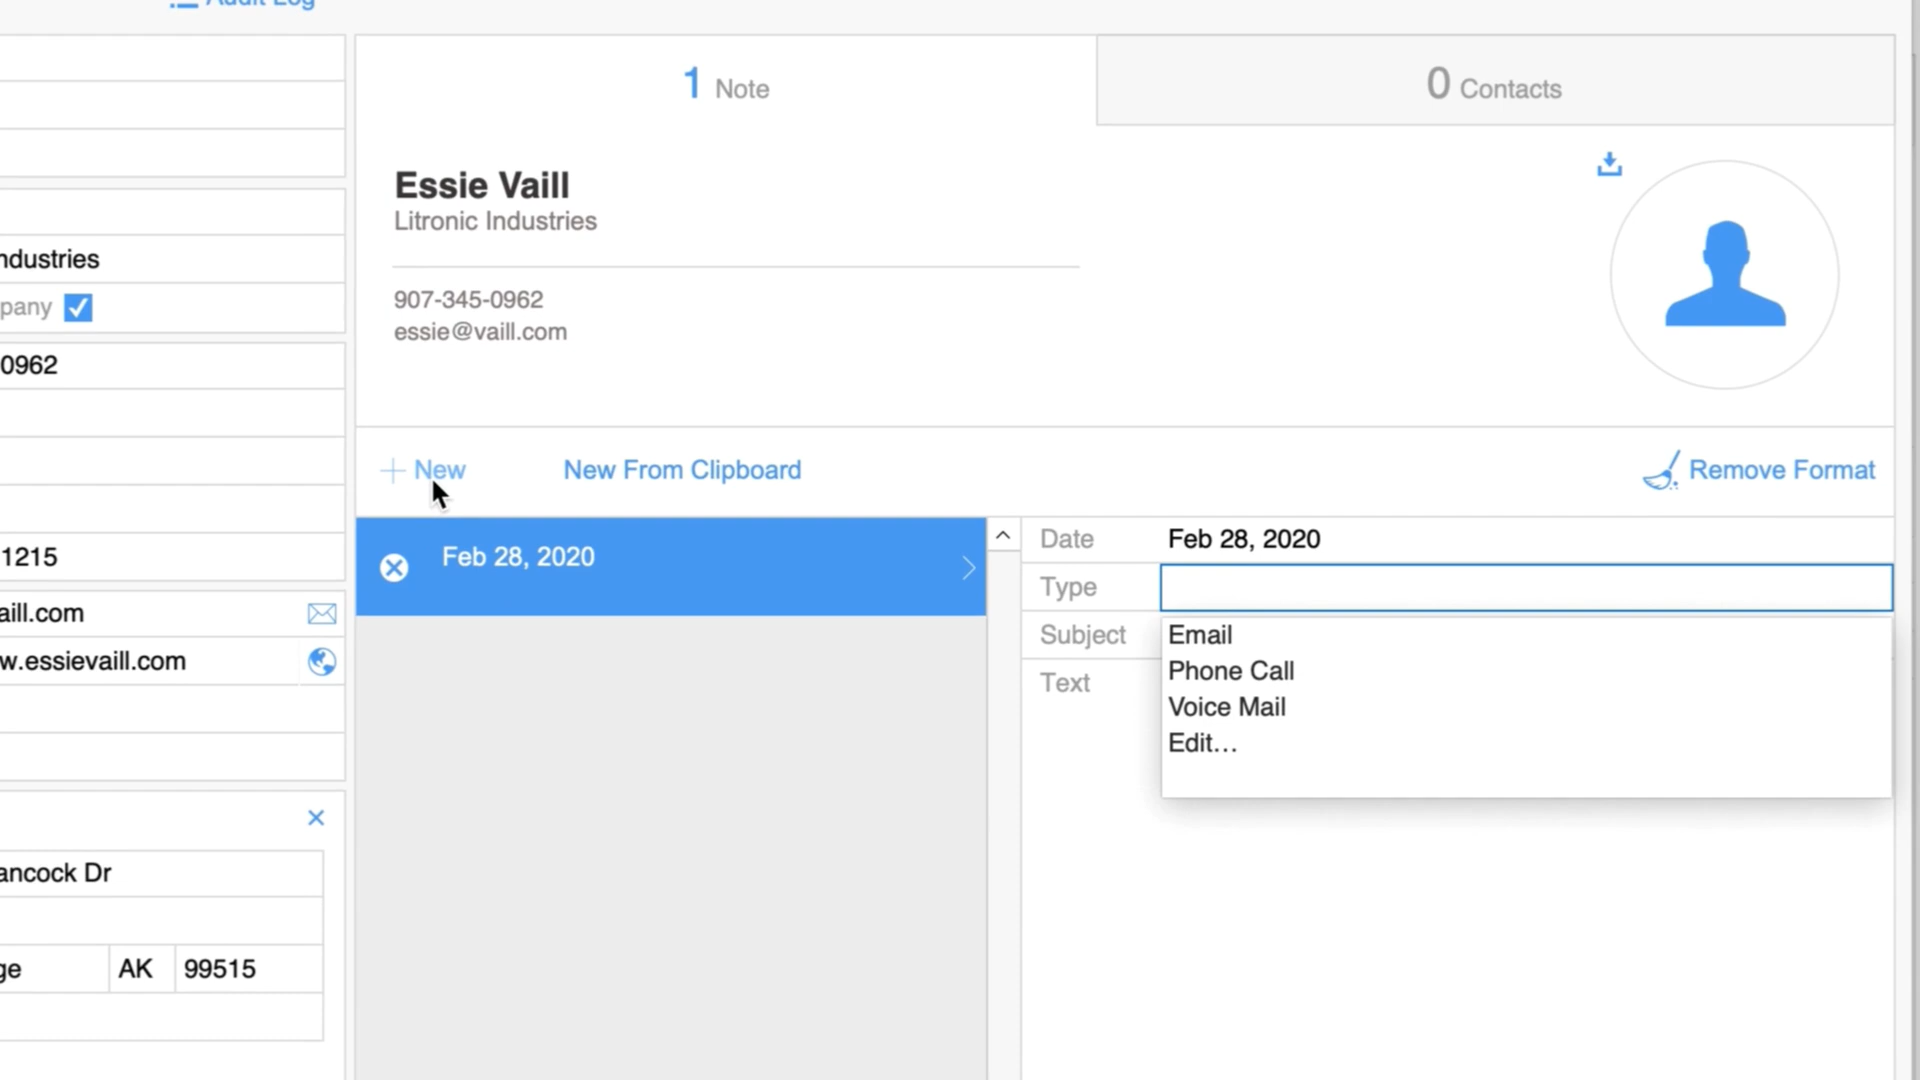 Audit Log
1 Note
0 Contacts
Essie Vaill
Litronic Industries
907-345-0962
essie@vaill.com
ndustries
pany
0962
1215
aill.com
w.essievaill.com
ancock Dr
ge AK 99515
+ New
New From Clipboard
Remove Format
Feb 28, 2020
Date Feb 28, 2020
Type
Subject
Text
Email
Phone Call
Voice Mail
Edit...